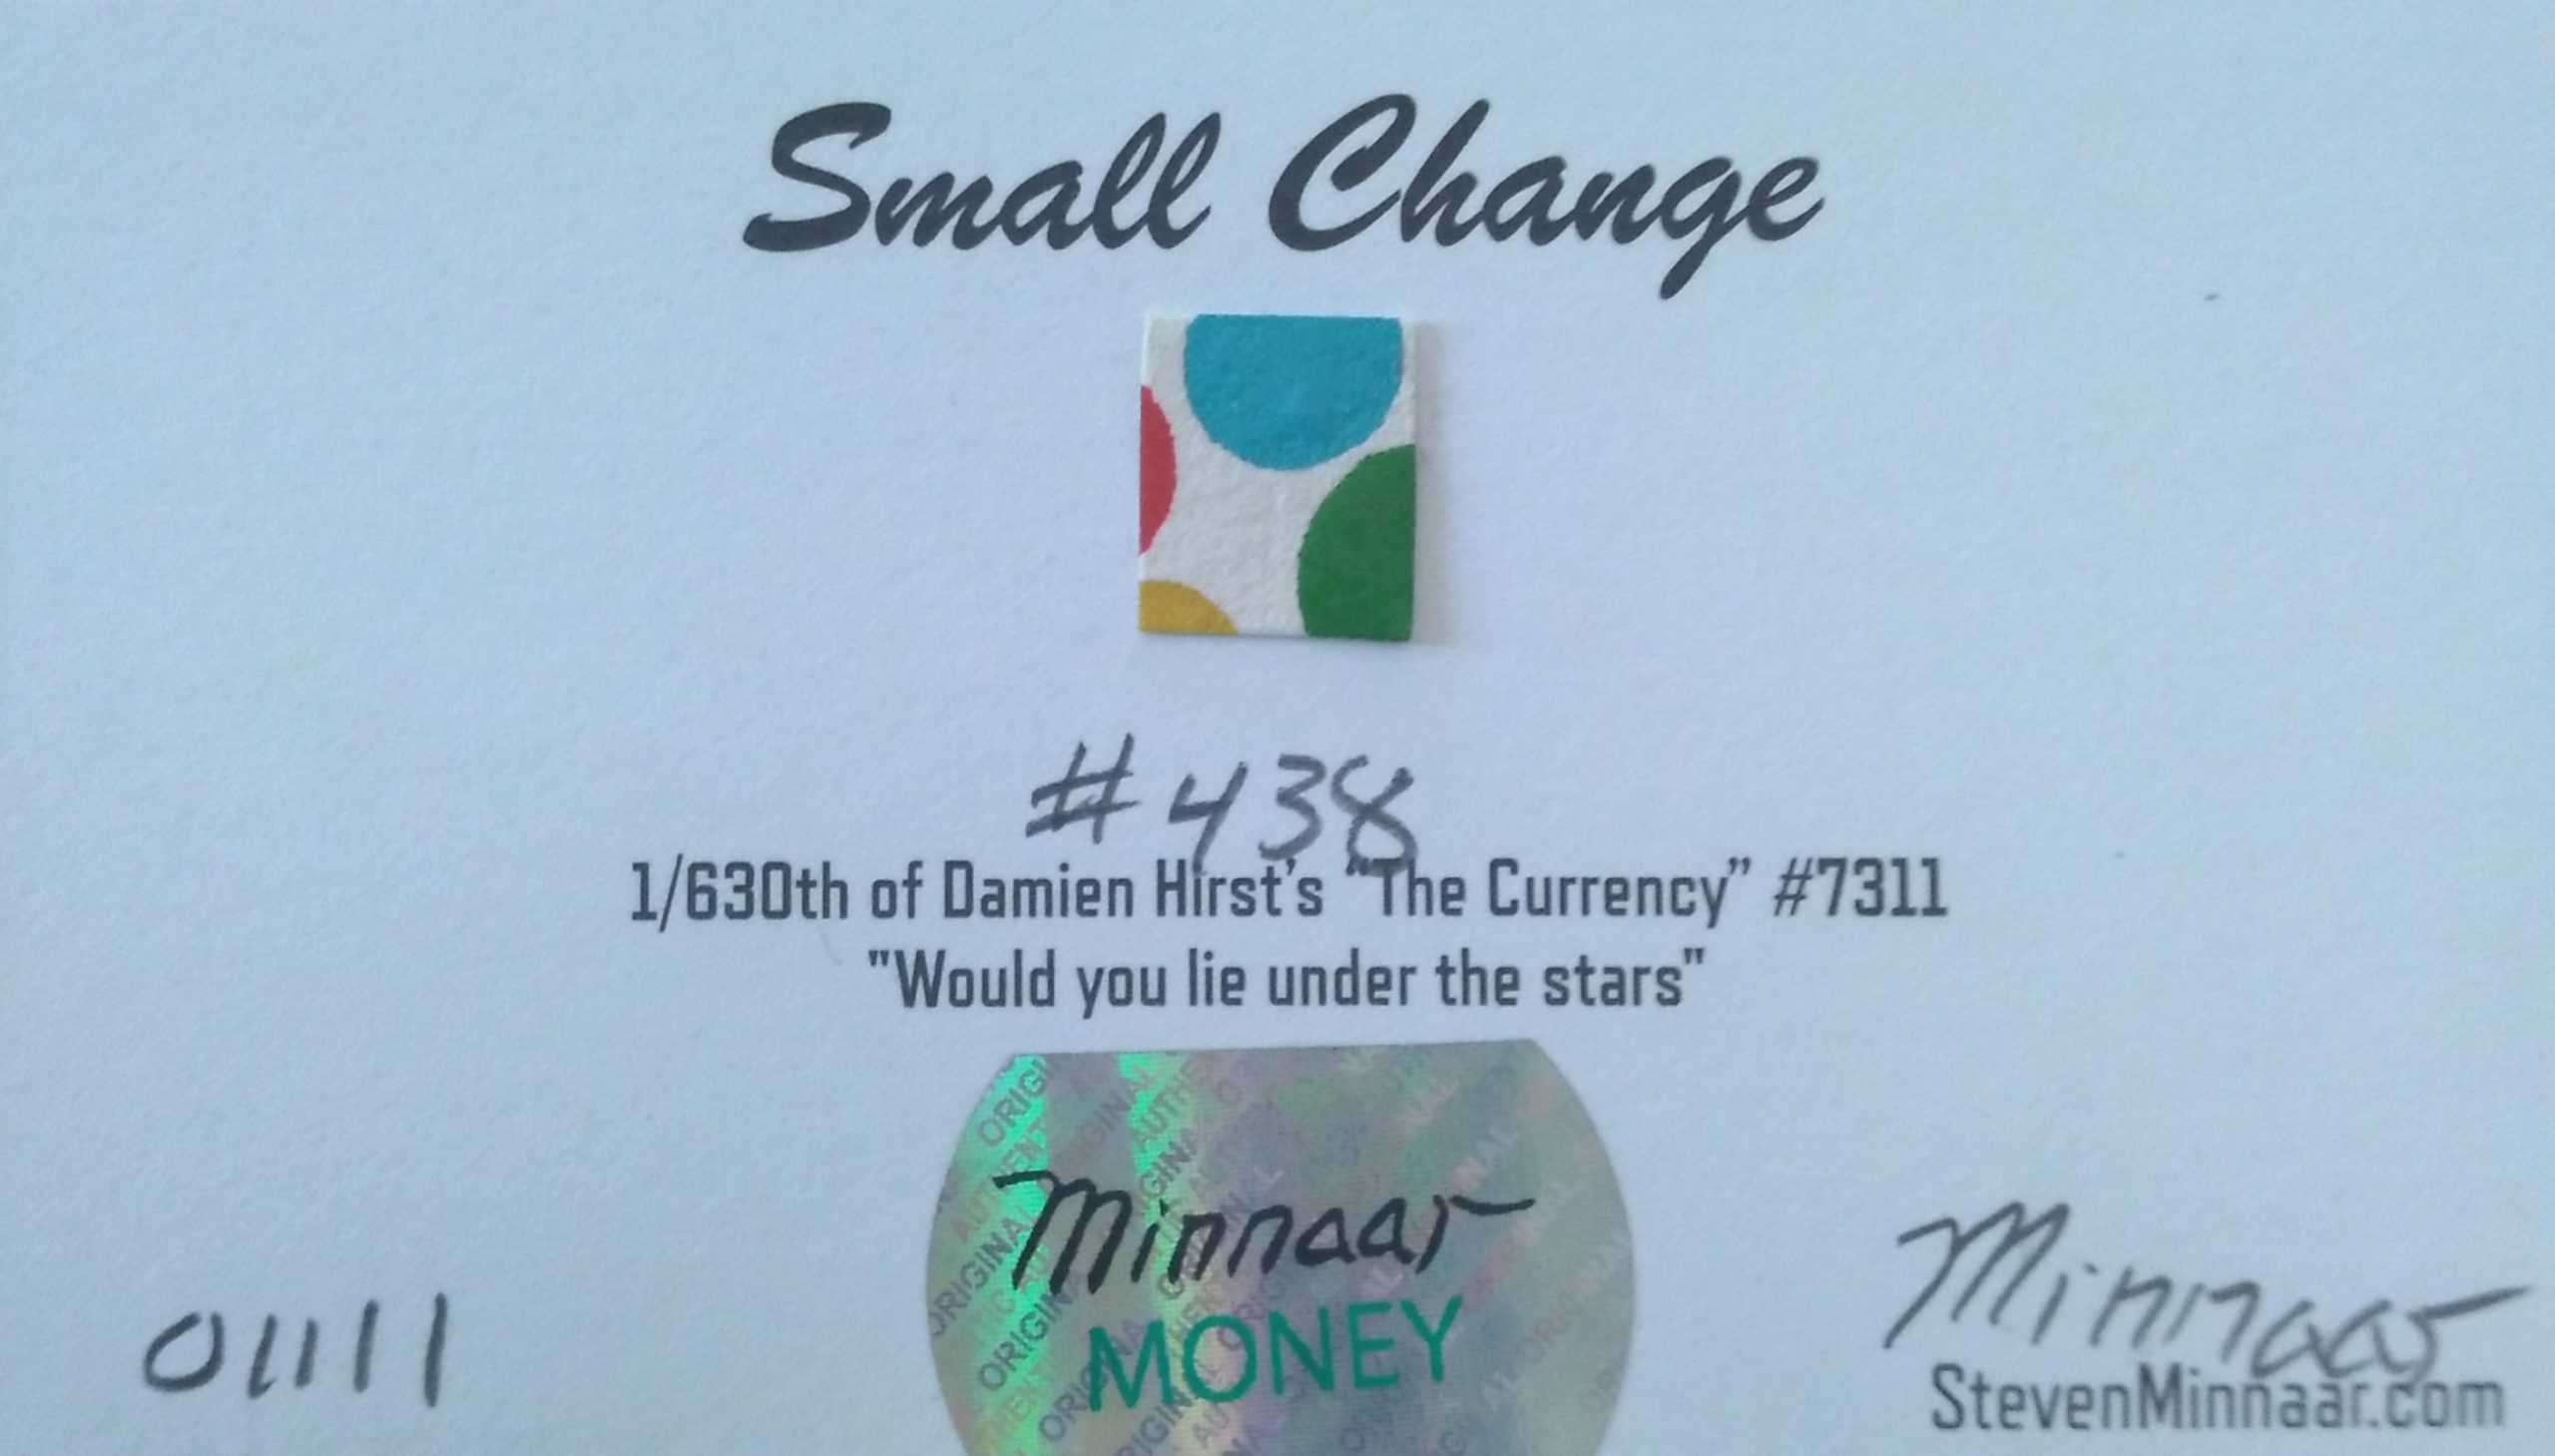 Small Change
#438
1/630th of Damien Hirst's "The Currency" #7311
"Would you lie under the stars"
Minnaar
MONEY
01111
Minnaar
StevenMinnaar.com